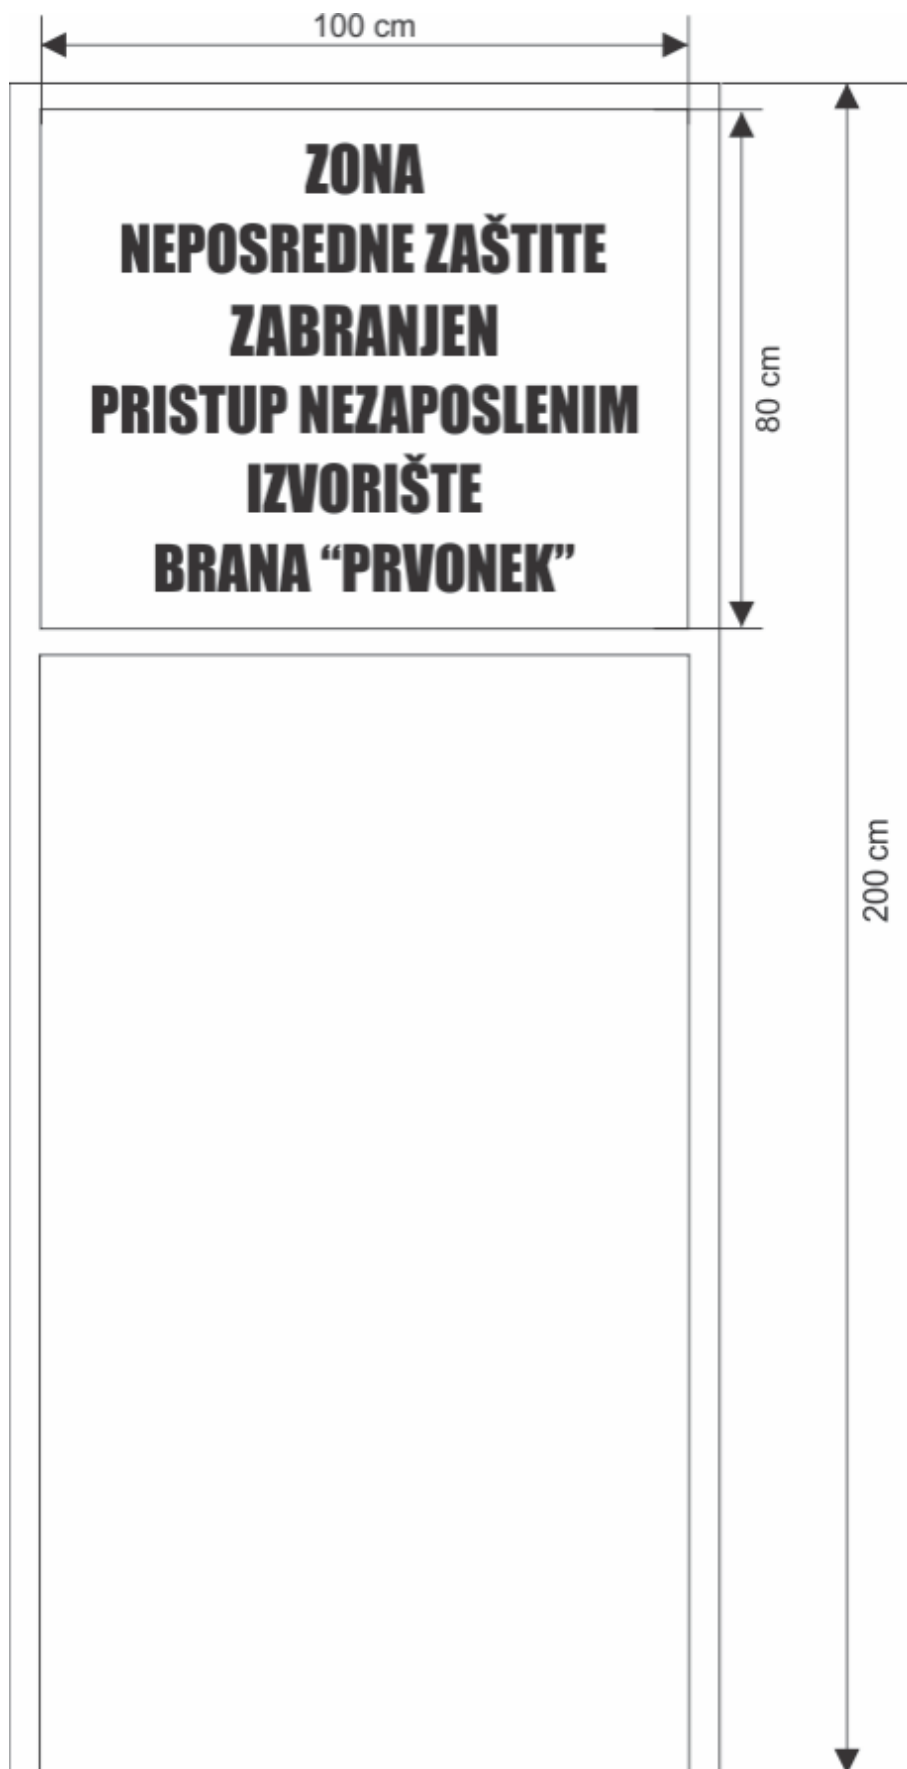 100 cm
ZONA
NEPOSREDNE ZAŠTITE
ZABRANJEN
PRISTUP NEZAPOSLENIM
IZVORIŠTE
BRANA “PRVONEK”
80 cm
200 cm